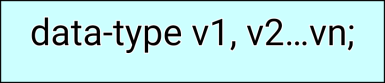 data-type v1, v2...vn;